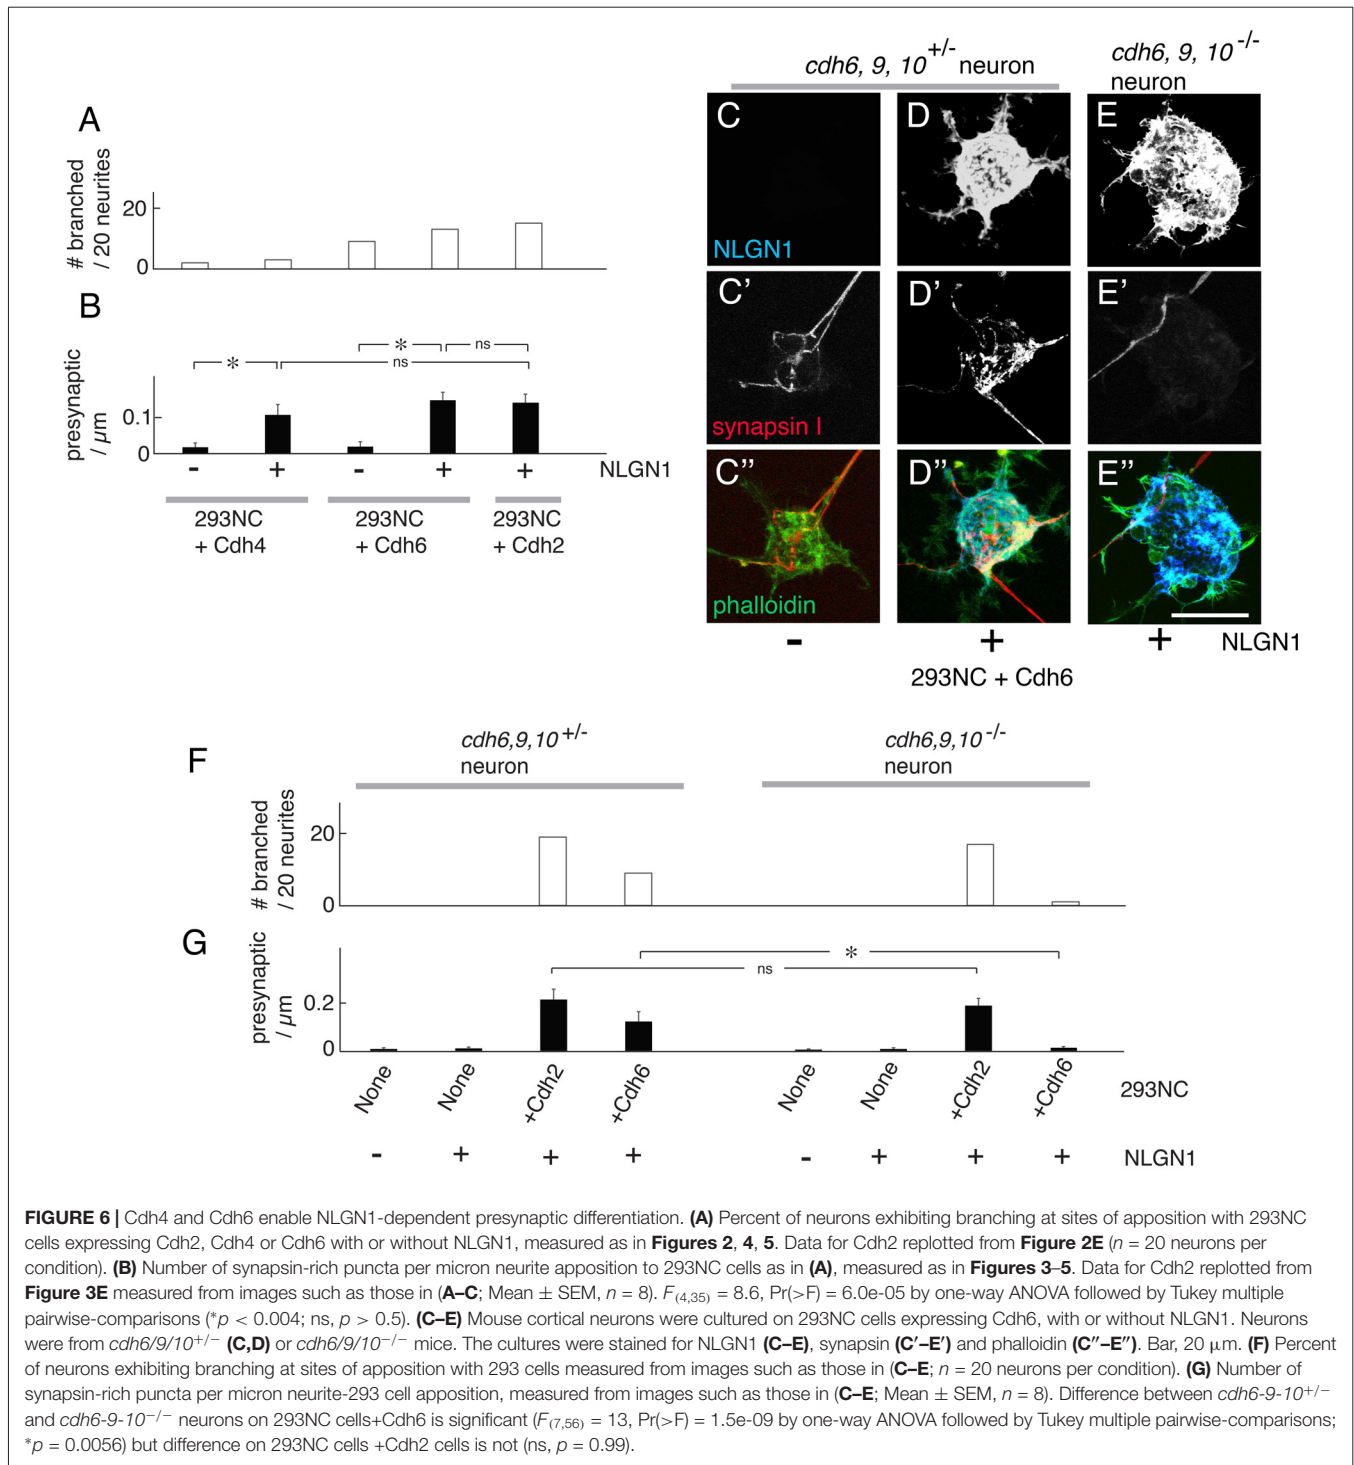 A
# branched
/ 20 neurites
20
0
B
presynaptic
/ µm
0.1
0
*
ns
*
ns
- + - + + NLGN1
293NC
+ Cdh4
293NC
+ Cdh6
293NC
+ Cdh2
cdh6, 9, 10 +/- neuron
cdh6, 9, 10 -/-
neuron
C
NLGN1
D
E
C’
synapsin I
D’
E’
C”
phalloidin
D”
E”
- + + NLGN1
293NC + Cdh6
F
cdh6,9,10 +/-
neuron
cdh6,9,10 -/-
neuron
# branched
/ 20 neurites
20
0
G
presynaptic
/ µm
0.2
0
*
ns
None None +Cdh2 +Cdh6 None None +Cdh2 +Cdh6 293NC
- + + + - + + + NLGN1
FIGURE 6 | Cdh4 and Cdh6 enable NLGN1-dependent presynaptic differentiation. (A) Percent of neurons exhibiting branching at sites of apposition with 293NC
cells expressing Cdh2, Cdh4 or Cdh6 with or without NLGN1, measured as in Figures 2, 4, 5. Data for Cdh2 replotted from Figure 2E (n = 20 neurons per
condition). (B) Number of synapsin-rich puncta per micron neurite apposition to 293NC cells as in (A), measured as in Figures 3–5. Data for Cdh2 replotted from
Figure 3E measured from images such as those in (A–C; Mean ± SEM, n = 8). F(4,35) = 8.6, Pr(>F) = 6.0e-05 by one-way ANOVA followed by Tukey multiple
pairwise-comparisons (*p < 0.004; ns, p > 0.5). (C–E) Mouse cortical neurons were cultured on 293NC cells expressing Cdh6, with or without NLGN1. Neurons
were from cdh6/9/10+/− (C,D) or cdh6/9/10−/− mice. The cultures were stained for NLGN1 (C–E), synapsin (C′–E′) and phalloidin (C″–E″). Bar, 20 µm. (F) Percent
of neurons exhibiting branching at sites of apposition with 293 cells measured from images such as those in (C–E; n = 20 neurons per condition). (G) Number of
synapsin-rich puncta per micron neurite-293 cell apposition, measured from images such as those in (C–E; Mean ± SEM, n = 8). Difference between cdh6-9-10+/−
and cdh6-9-10−/− neurons on 293NC cells+Cdh6 is significant (F(7,56) = 13, Pr(>F) = 1.5e-09 by one-way ANOVA followed by Tukey multiple pairwise-comparisons;
*p = 0.0056) but difference on 293NC cells +Cdh2 cells is not (ns, p = 0.99).